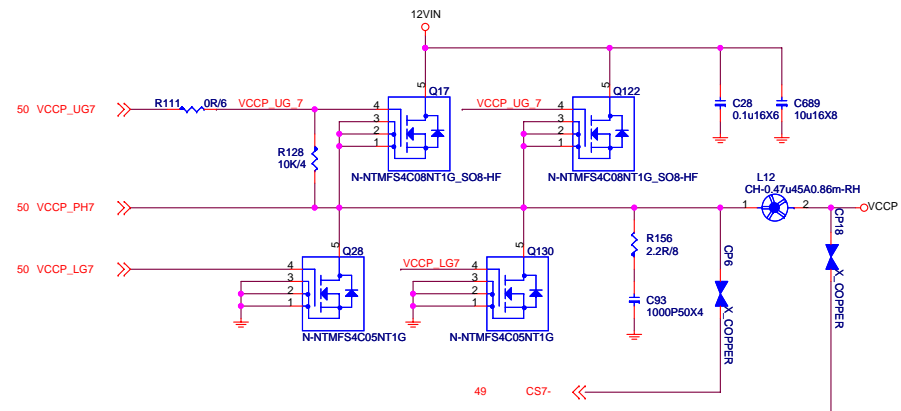 12VIN
50 VCCP_UG7
R111
0R/6
VCCP_UG_7
5
Q17
4
3
2
1
N-NTMFS4C08NT1G_SO8-HF
VCCP_UG_7
5
Q122
4
3
2
1
N-NTMFS4C08NT1G_SO8-HF
C28
0.1u16X6
C689
10u16X8
R128
10K/4
50 VCCP_PH7
L12
CH-0.47u45A0.86m-RH
1
2
VCCP
50 VCCP_LG7
5
Q28
4
3
2
1
N-NTMFS4C05NT1G
VCCP_LG7
5
Q130
4
3
2
1
N-NTMFS4C05NT1G
R156
2.2R/8
C93
1000P50X4
CP6
X_COPPER
CP18
X_COPPER
49 CS7-